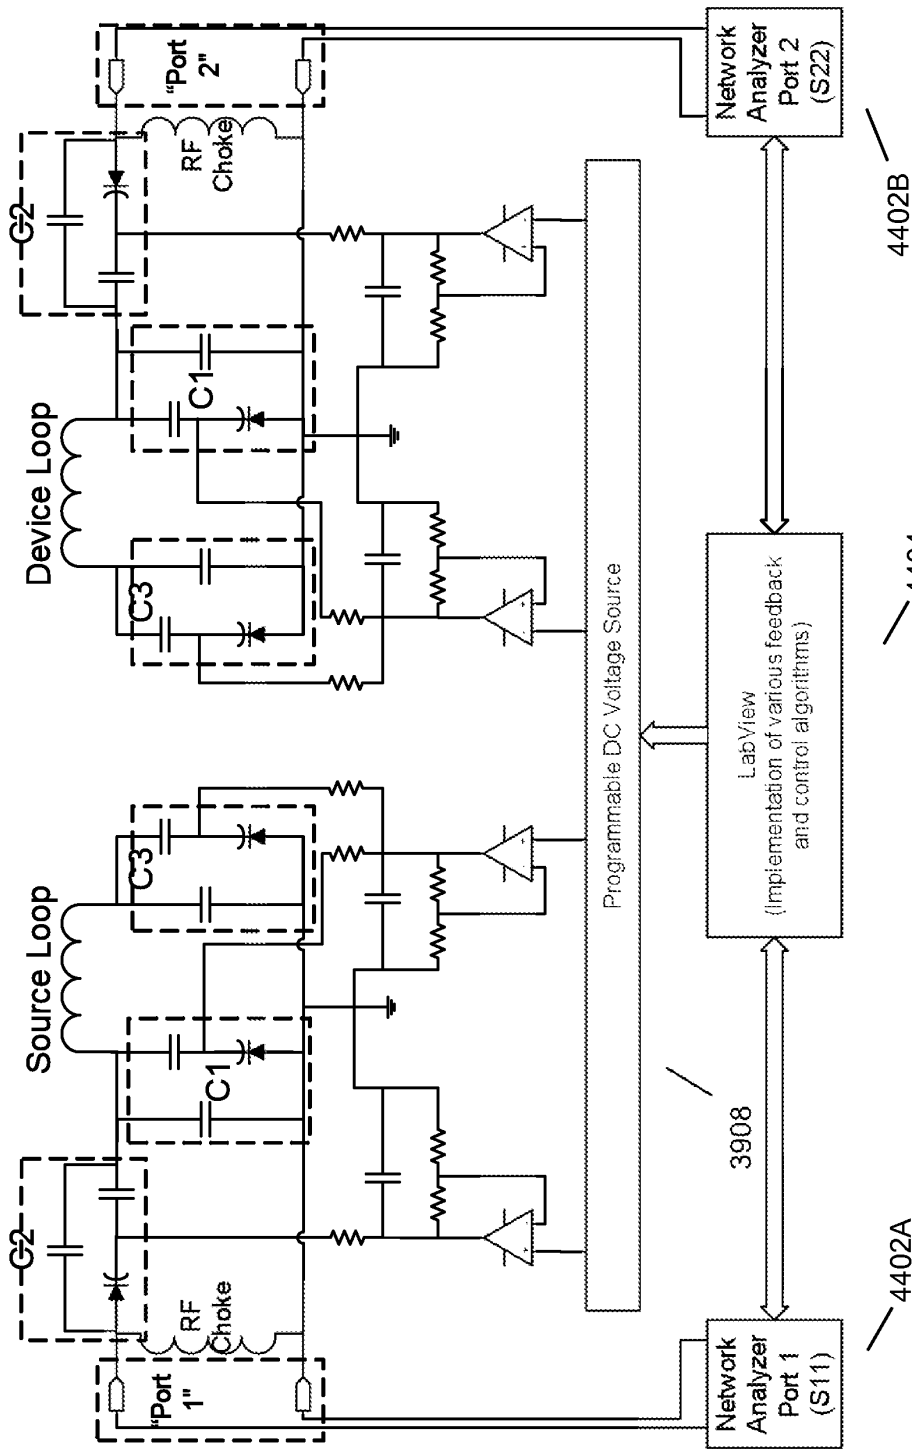 Source Loop
Device Loop
C2
C1
C3
C3
C1
C2
"Port
1"
RF
Choke
RF
Choke
"Port
2"
Programmable DC Voltage Source
3908
Network
Analyzer
Port 1
(S11)
LabView
(Implementation of various feedback
and control algorithms)
Network
Analyzer
Port 2
(S22)
4402A
4402B